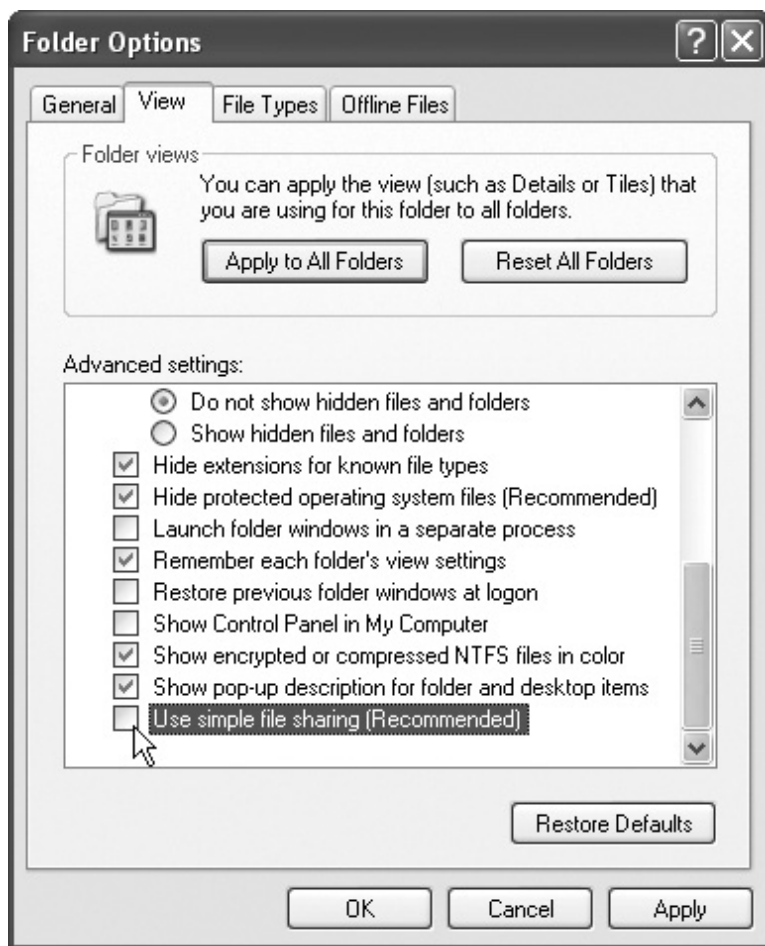 Folder Options
General View File Types Offline Files
Folder views
You can apply the view (such as Details or Tiles) that
you are using for this folder to all folders.
Apply to All Folders Reset All Folders
Advanced settings:
Do not show hidden files and folders
Show hidden files and folders
Hide extensions for known file types
Hide protected operating system files (Recommended)
Launch folder windows in a separate process
Remember each folder's view settings
Restore previous folder windows at logon
Show Control Panel in My Computer
Show encrypted or compressed NTFS files in color
Show pop-up description for folder and desktop items
Use simple file sharing (Recommended)
Restore Defaults
OK Cancel Apply